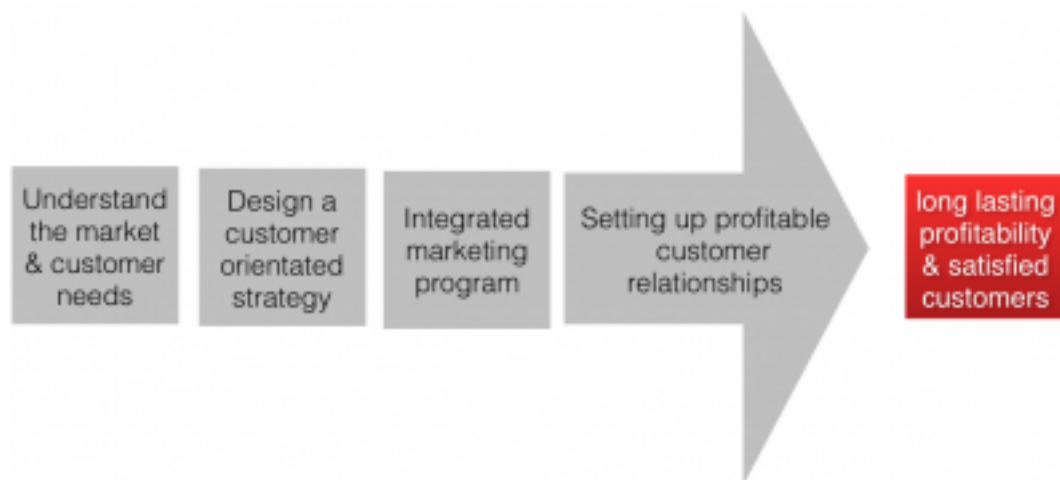 Understand
the market
& customer
needs
Design a
customer
orientated
strategy
Integrated
marketing
program
Setting up profitable
customer
relationships
long lasting
profitability
& satisfied
customers